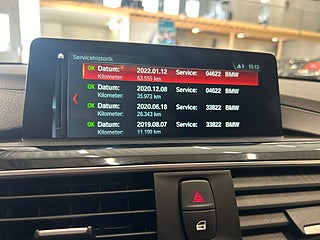 Servicehistorik
15:13
OK Datum: 2022.01.12 Service: 04622 BMW
Kilometer: 63.555 km
OK Datum: 2020.12.08 Service: 04622 BMW
Kilometer: 35.973 km
OK Datum: 2020.06.18 Service: 33822 BMW
Kilometer: 26.343 km
OK Datum: 2019.08.07 Service: 33822 BMW
Kilometer: 11.199 km